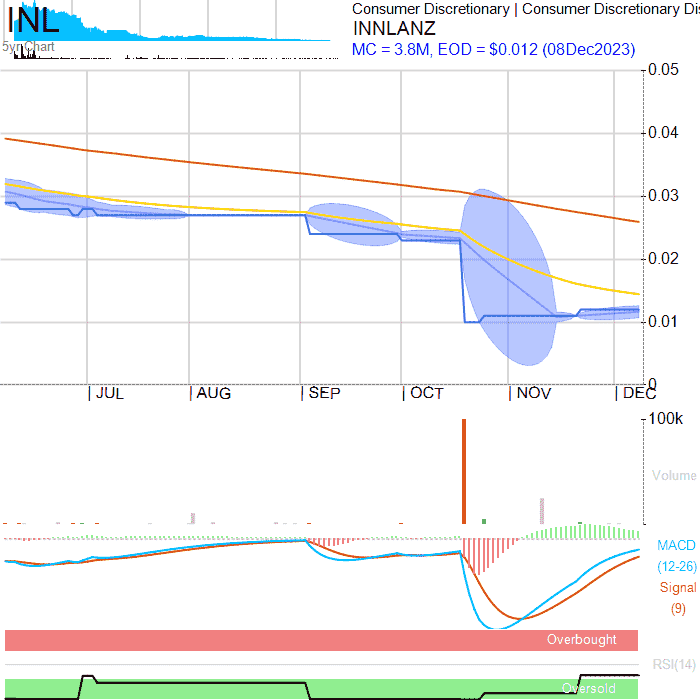 INL
Consumer Discretionary | Consumer Discretionary Dis
5yr Chart
INNLANZ
MC = 3.8M, EOD = $0.012 (08Dec2023)
0.05
0.04
0.03
0.02
0.01
0
JUL AUG SEP OCT NOV DEC
100k
Volume
MACD
(12-26)
Signal
(9)
Overbought
RSI(14)
Oversold